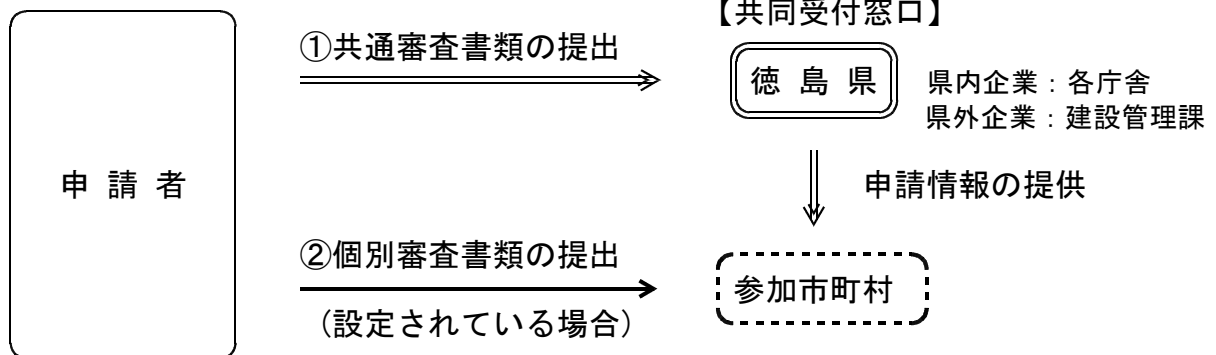 【共同受付窓口】
①共通審査書類の提出
徳島県
県内企業：各庁舎
県外企業：建設管理課
申請者
申請情報の提供
②個別審査書類の提出
（設定されている場合）
参加市町村